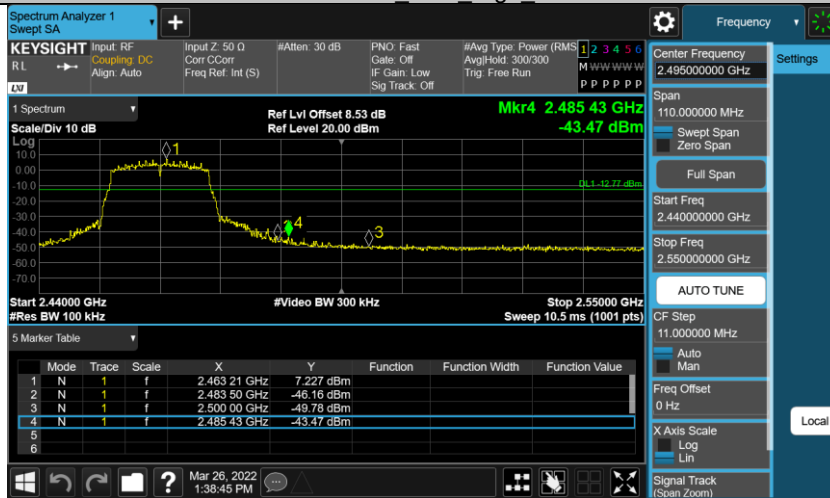 Spectrum Analyzer 1
Swept SA
+
Frequency
KEYSIGHT
RL
LXI
Input: RF
Coupling: DC
Align: Auto
Input Z: 50 Ω
Corr CCorr
Freq Ref: Int (S)
#Atten: 30 dB
PNO: Fast
Gate: Off
IF Gain: Low
Sig Track: Off
#Avg Type: Power (RMS
Avg|Hold: 300/300
Trig: Free Run
1 2 3 4 5 6
M W W W W W
P P P P P P
1 Spectrum
Scale/Div 10 dB
Ref Lvl Offset 8.53 dB
Ref Level 20.00 dBm
Mkr4 2.485 43 GHz
-43.47 dBm
Log
10.0
0.00
-10.0
-20.0
-30.0
-40.0
-50.0
-60.0
-70.0
1
4
3
DL1 -12.77 dBm
Start 2.44000 GHz
#Res BW 100 kHz
#Video BW 300 kHz
Stop 2.55000 GHz
Sweep 10.5 ms (1001 pts)
5 Marker Table
Mode Trace Scale X Y Function Function Width Function Value
1 N 1 f 2.463 21 GHz 7.227 dBm
2 N 1 f 2.483 50 GHz -46.16 dBm
3 N 1 f 2.500 00 GHz -49.78 dBm
4 N 1 f 2.485 43 GHz -43.47 dBm
5
6
Mar 26, 2022
1:38:45 PM
Center Frequency
2.495000000 GHz
Settings
Span
110.000000 MHz
Swept Span
Zero Span
Full Span
Start Freq
2.440000000 GHz
Stop Freq
2.550000000 GHz
AUTO TUNE
CF Step
11.000000 MHz
Auto
Man
Freq Offset
0 Hz
Local
X Axis Scale
Log
Lin
Signal Track
(Span Zoom)